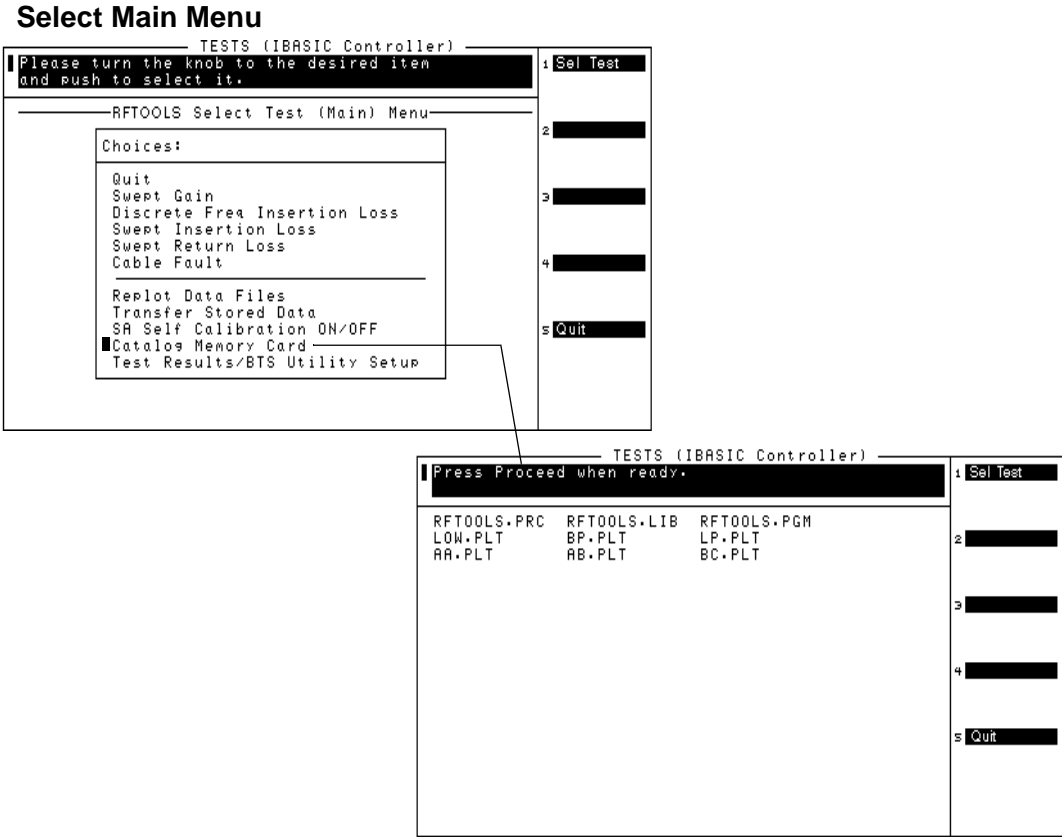 Select Main Menu
TESTS (IBASIC Controller)
Please turn the knob to the desired item
and push to select it.
1 Sel Test
RFTOOLS Select Test (Main) Menu
2
Choices:
Quit
Swept Gain
3
Discrete Freq Insertion Loss
Swept Insertion Loss
Swept Return Loss
Cable Fault
4
Replot Data Files
Transfer Stored Data
SA Self Calibration ON/OFF
5 Quit
Catalog Memory Card
Test Results/BTS Utility Setup
TESTS (IBASIC Controller)
Press Proceed when ready.
1 Sel Test
RFTOOLS.PRC RFTOOLS.LIB RFTOOLS.PGM
LOW.PLT BP.PLT LP.PLT
2
AA.PLT AB.PLT BC.PLT
3
4
5 Quit